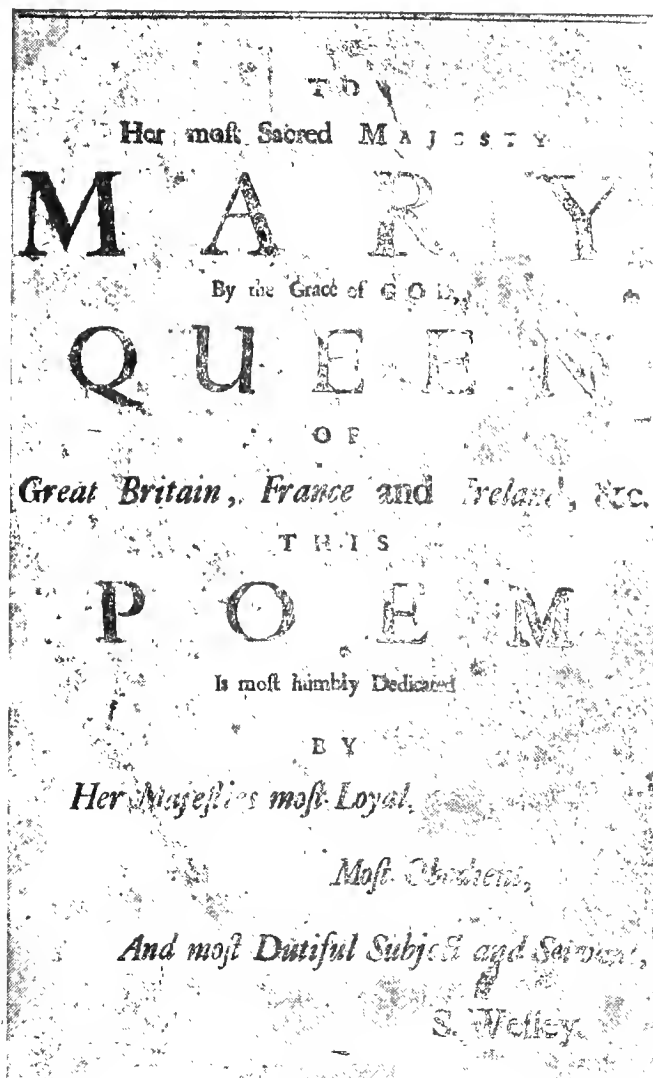 TO
Her moſt Sacred MAJESTY
MARY
By the Grace of GOD,
QUEEN
OF
Great Britain, France and Ireland, &c.
THIS
POEM
Is moſt humbly Dedicated
BY
Her Majeſties moſt Loyal,
Moſt Obedient,
And moſt Dutiful Subject and Servant,
S. Weſley.